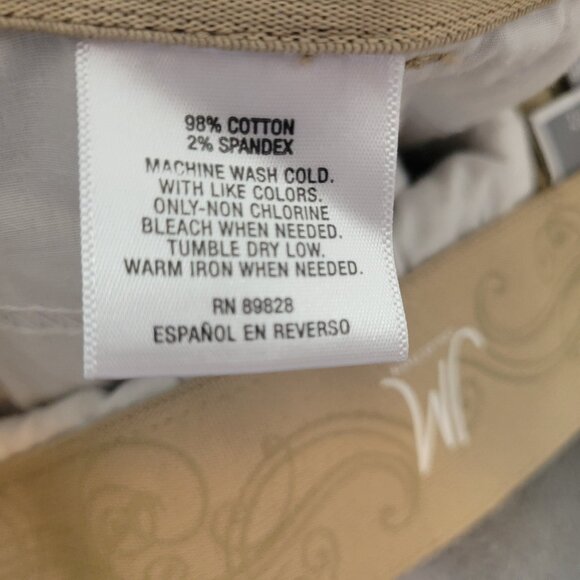 98% COTTON
2% SPANDEX
MACHINE WASH COLD.
WITH LIKE COLORS.
ONLY-NON CHLORINE
BLEACH WHEN NEEDED.
TUMBLE DRY LOW.
WARM IRON WHEN NEEDED.
RN 89828
ESPAÑOL EN REVERSO
JM